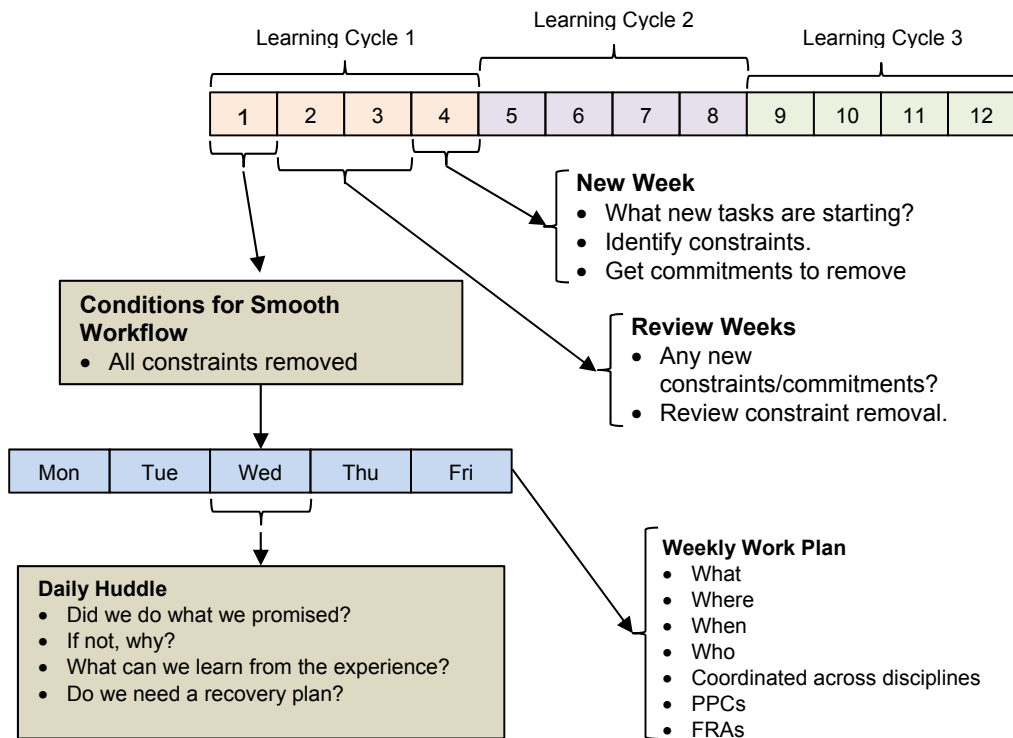 Learning Cycle 1
Learning Cycle 2
Learning Cycle 3
1 2 3 4 5 6 7 8 9 10 11 12
New Week
• What new tasks are starting?
• Identify constraints.
• Get commitments to remove
Conditions for Smooth
Workflow
• All constraints removed
Review Weeks
• Any new
constraints/commitments?
• Review constraint removal.
Mon Tue Wed Thu Fri
Daily Huddle
• Did we do what we promised?
• If not, why?
• What can we learn from the experience?
• Do we need a recovery plan?
Weekly Work Plan
• What
• Where
• When
• Who
• Coordinated across disciplines
• PPCs
• FRAs